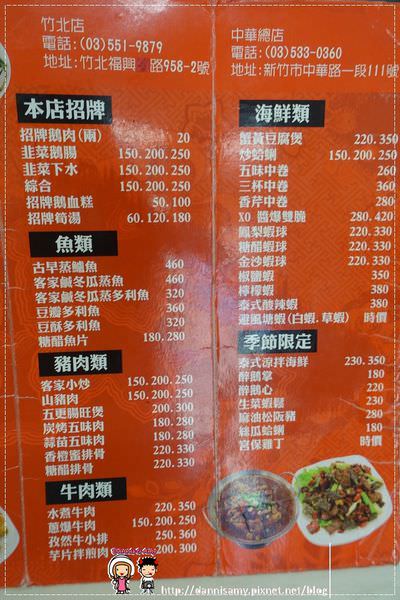 竹北店
電話:(03)551-9879
地址:竹北福興路958-2號
中華總店
電話:(03)533-0360
地址:新竹市中華路一段111號
本店招牌
招牌鵝肉(兩) 20
韭菜鵝腸 150.200.250
韭菜下水 150.200.250
綜合 150.200.250
招牌鵝血糕 50.100
招牌筍湯 60.120.180
魚類
古早蒸鱸魚 460
客家鹹冬瓜蒸魚 460
客家鹹冬瓜蒸多利魚 320
豆瓣多利魚 360
豆酥多利魚 320
糖醋魚片 180.280
豬肉類
客家小炒 150.200.250
山豬肉 150.200.250
五更腸旺煲 200.300
炭烤五味肉 180.280
蒜苗五味肉 180.280
香橙蜜排骨 220.330
糖醋排骨 150.200.250
牛肉類
水煮牛肉 220.350
蔥爆牛肉 150.200.250
孜然牛小排 250.360
芋片拌煎肉 200.300
海鮮類
蟹黃豆腐煲 220.350
炒蛤蜊 150.200.250
五味中卷 260
三杯中卷 360
香芹中卷 280
XO 醬爆雙脆 280.420
鳳梨蝦球 220.330
糖醋蝦球 220.330
金沙蝦球 220.330
椒鹽蝦 350
檸檬蝦 380
泰式酸辣蝦 380
避風塘蝦(白蝦.草蝦) 時價
季節限定
泰式涼拌海鮮 230.350
醉鵝掌 180
醉鵝心 220
生菜蝦鬆 230
麻油松阪豬 280
絲瓜蛤蜊 180
宮保雞丁 時價
http://dannisamy.pixnet.net/blog